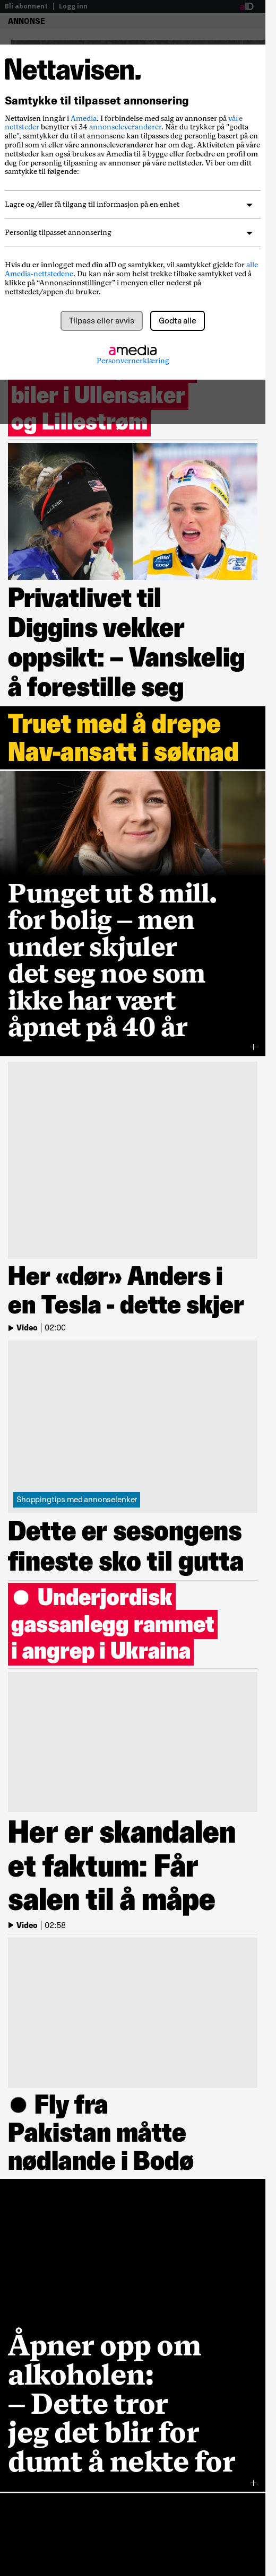 Bli abonnent | Logg inn
aID
ANNONSE
Nettavisen.
Samtykke til tilpasset annonsering
Nettavisen inngår i Amedia. I forbindelse med salg av annonser på våre
nettsteder benytter vi 34 annonseleverandører. Når du trykker på "godta
alle", samtykker du til at annonsene kan tilpasses deg personlig basert på en
profil som vi eller våre annonseleverandører har om deg. Aktiviteten på våre
nettsteder kan også brukes av Amedia til å bygge eller forbedre en profil om
deg for personlig tilpasning av annonser på våre nettsteder. Vi ber om ditt
samtykke til følgende:
Lagre og/eller få tilgang til informasjon på en enhet
Personlig tilpasset annonsering
Hvis du er innlogget med din aID og samtykker, vil samtykket gjelde for alle
Amedia-nettstedene. Du kan når som helst trekke tilbake samtykket ved å
klikke på “Annonseinnstillinger” i menyen eller nederst på
nettstedet/appen du bruker.
Tilpass eller avvis
Godta alle
amedia
Personvernerklæring
biler i Ullensaker
og Lillestrøm
Privatlivet til
Diggins vekker
oppsikt: – Vanskelig
å forestille seg
Truet med å drepe
Nav-ansatt i søknad
Punget ut 8 mill.
for bolig – men
under skjuler
det seg noe som
ikke har vært
åpnet på 40 år
+
Her «dør» Anders i
en Tesla - dette skjer
Video | 02:00
Shoppingtips med annonselenker
Dette er sesongens
fineste sko til gutta
Underjordisk
gassanlegg rammet
i angrep i Ukraina
Her er skandalen
et faktum: Får
salen til å måpe
Video | 02:58
Fly fra
Pakistan måtte
nødlande i Bodø
Åpner opp om
alkoholen:
– Dette tror
jeg det blir for
dumt å nekte for
+